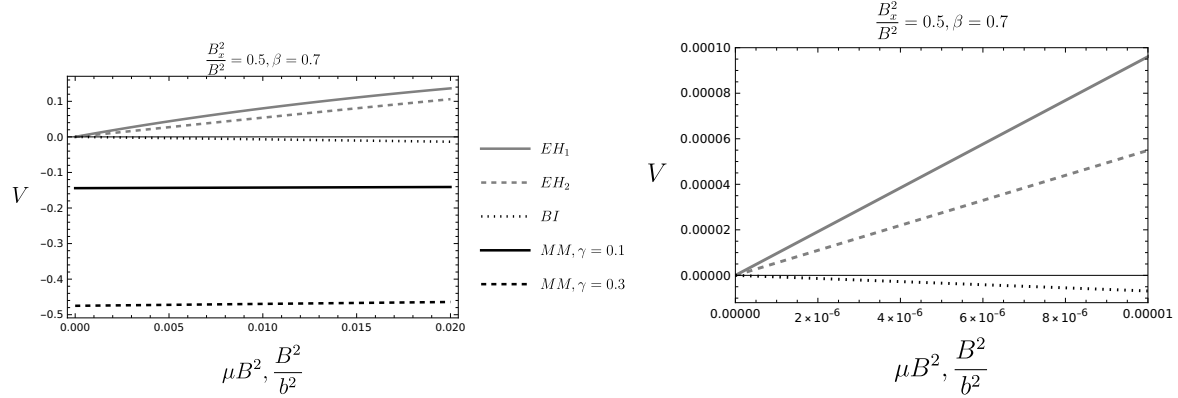 B_x^2/B^2 = 0.5, β = 0.7
0.1
0.0
−0.1
−0.2
−0.3
−0.4
−0.5
V
0.000 0.005 0.010 0.015 0.020
μB^2, B^2/b^2
EH_1
EH_2
BI
MM, γ = 0.1
MM, γ = 0.3
B_x^2/B^2 = 0.5, β = 0.7
0.00010
0.00008
0.00006
0.00004
0.00002
0.00000
V
0.00000 2×10^-6 4×10^-6 6×10^-6 8×10^-6 0.00001
μB^2, B^2/b^2